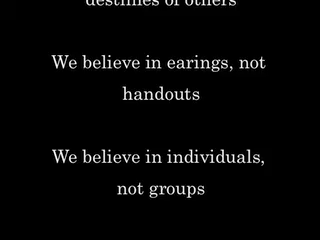 destinies of others
We believe in earings, not
handouts
We believe in individuals,
not groups